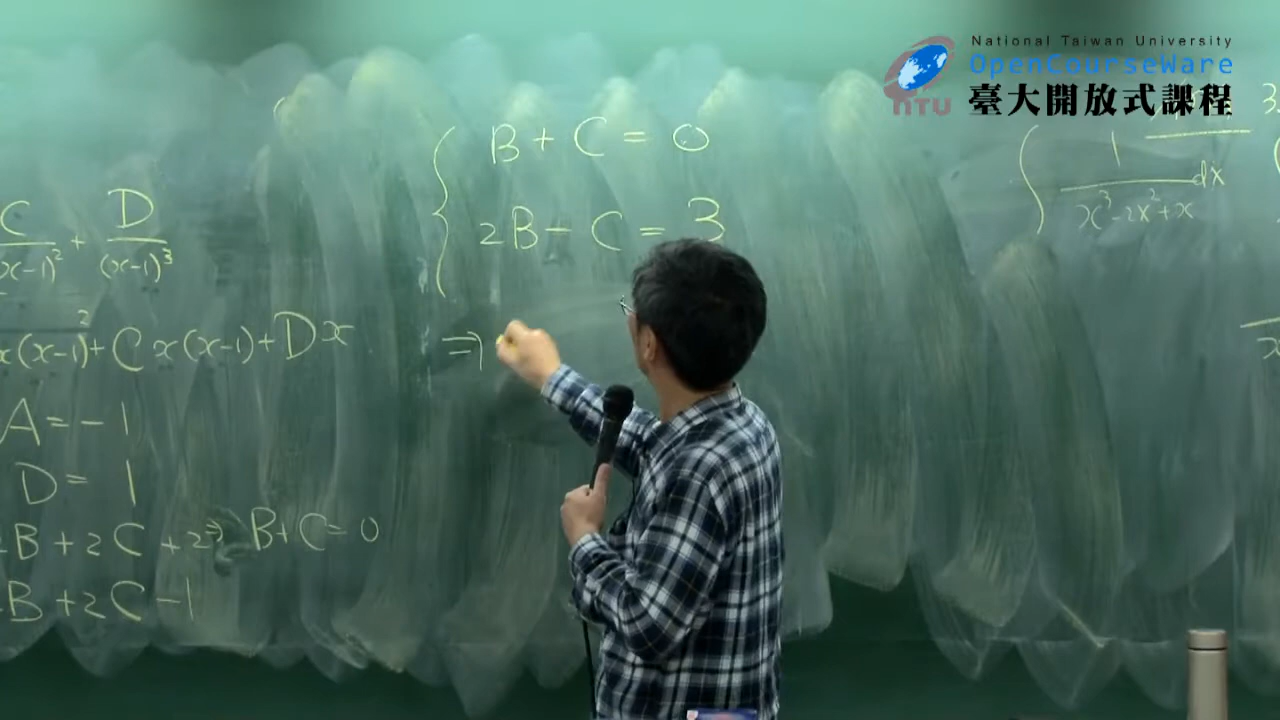 National Taiwan University
OpenCourseWare
NTU 臺大開放式課程
C/(x-1)² + D/(x-1)³
x(x-1)² + Cx(x-1) + Dx
A = -1
D = 1
B + 2C + 2 ⇒ B + C = 0
B + 2C - 1
B + C = 0
2B - C = 3
⇒
1/(x³-2x²+x) dx